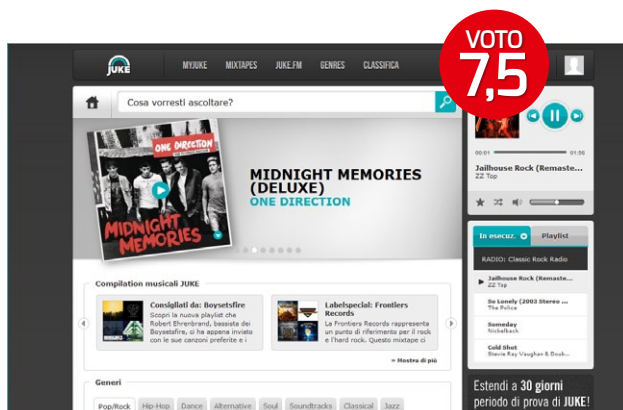 VOTO
7,5
JUKE
MYJUKE MIXTAPES JUKE.FM GENRES CLASSIFICA
Cosa vorresti ascoltare?
ONE DIRECTION
MIDNIGHT
MEMORIES
MIDNIGHT MEMORIES
(DELUXE)
ONE DIRECTION
00:01 01:56
Jailhouse Rock (Remaste...
ZZ Top
In esecuz. Playlist
RADIO: Classic Rock Radio
Jailhouse Rock (Remaste...
ZZ Top
So Lonely (2003 Stereo ...
The Police
Someday
Nickelback
Cold Shot
Stevie Ray Vaughan & Doub...
Compilation musicali JUKE
Consigliati da: Boysetsfire
Scopri la nuova playlist che
Robert Ehrenbrand, bassista dei
Boysetsfire, ci ha appena inviato
con le sue canzoni preferite e i
Labelspecial: Frontiers
Records
La Frontiers Records rappresenta
un punto di riferimento per il rock
e l'hard rock. Questo mixtape ci
» Mostra di più
Generi
Pop/Rock Hip-Hop Dance Alternative Soul Soundtracks Classical Jazz
Estendi a 30 giorni
periodo di prova di JUKE!